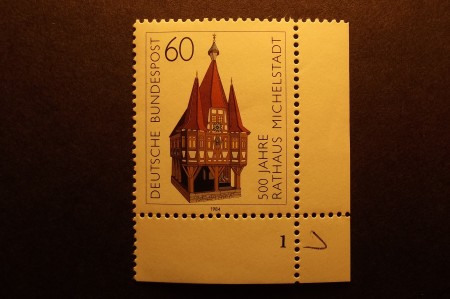 DEUTSCHE BUNDESPOST
60
500 JAHRE
RATHAUS MICHELSTADT
1984
1